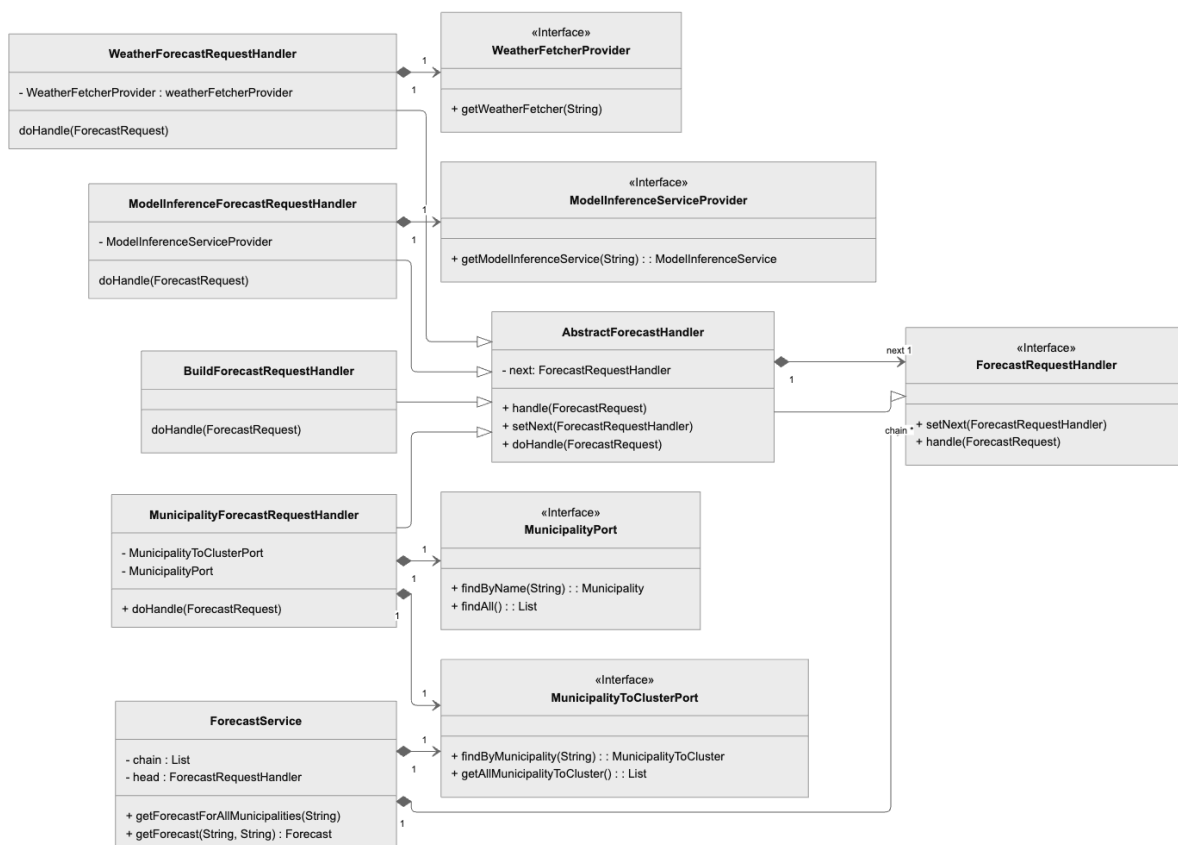 WeatherForecastRequestHandler
- WeatherFetcherProvider : weatherFetcherProvider
doHandle(ForecastRequest)
1
1
«Interface»
WeatherFetcherProvider
+ getWeatherFetcher(String)
ModelInferenceForecastRequestHandler
- ModelInferenceServiceProvider
doHandle(ForecastRequest)
1
1
«Interface»
ModelInferenceServiceProvider
+ getModelInferenceService(String) : : ModelInferenceService
BuildForecastRequestHandler
doHandle(ForecastRequest)
AbstractForecastHandler
- next: ForecastRequestHandler
+ handle(ForecastRequest)
+ setNext(ForecastRequestHandler)
+ doHandle(ForecastRequest)
next 1
1
chain *
«Interface»
ForecastRequestHandler
+ setNext(ForecastRequestHandler)
+ handle(ForecastRequest)
MunicipalityForecastRequestHandler
- MunicipalityToClusterPort
- MunicipalityPort
+ doHandle(ForecastRequest)
1
1
1
1
«Interface»
MunicipalityPort
+ findByName(String) : : Municipality
+ findAll() : : List
«Interface»
MunicipalityToClusterPort
+ findByMunicipality(String) : : MunicipalityToCluster
+ getAllMunicipalityToCluster() : : List
ForecastService
- chain : List
- head : ForecastRequestHandler
+ getForecastForAllMunicipalities(String)
+ getForecast(String, String) : Forecast
1
1
1